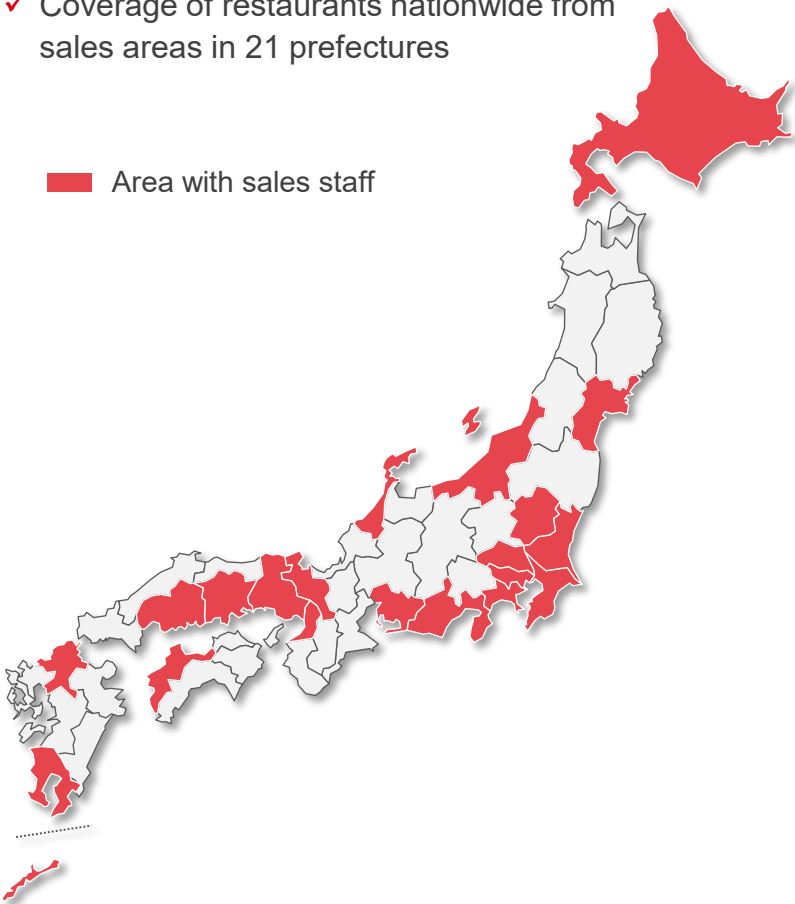 ✓ Coverage of restaurants nationwide from
sales areas in 21 prefectures
Area with sales staff